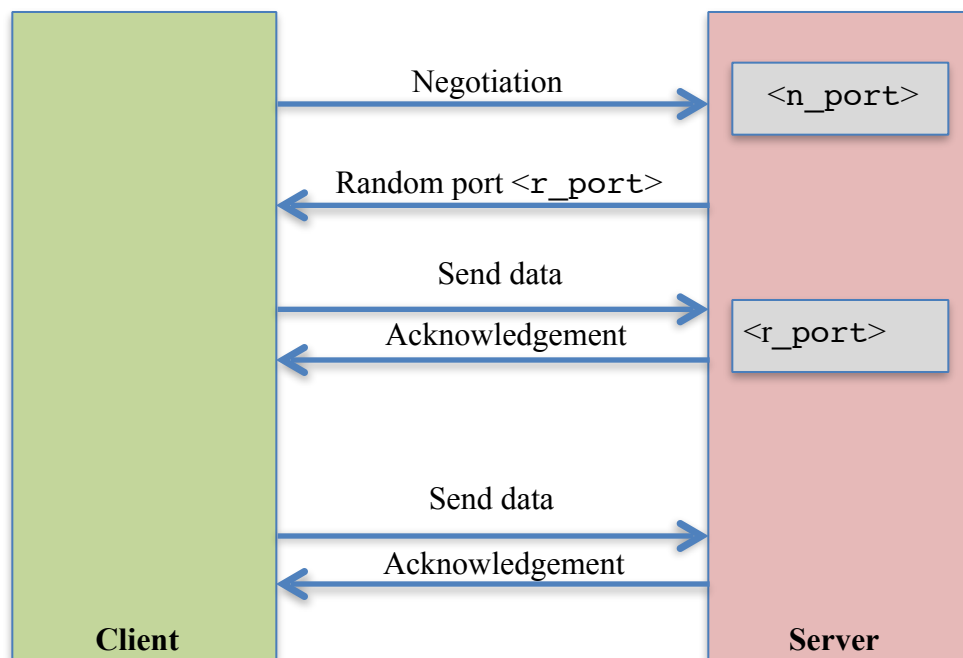 Negotiation
<n_port>
Random port <r_port>
Send data
Acknowledgement
<r_port>
Send data
Acknowledgement
Client
Server